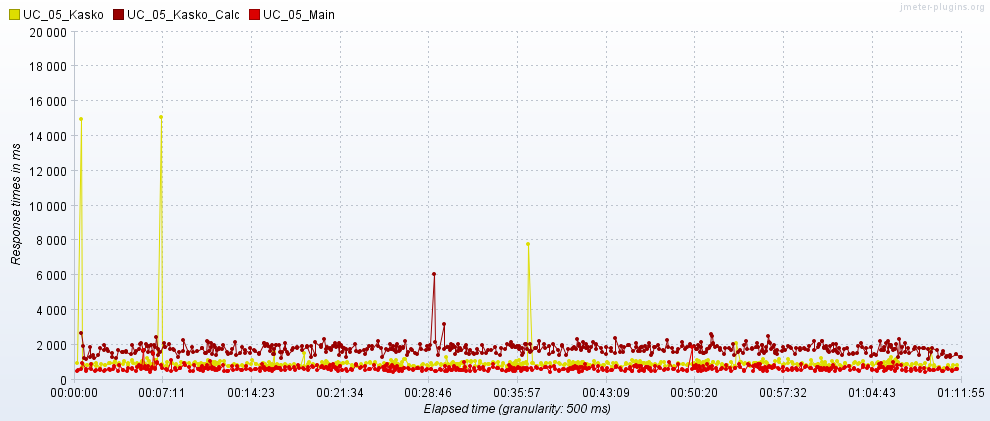 jmeter-plugins.org
UC_05_Kasko UC_05_Kasko_Calc UC_05_Main
20 000
18 000
16 000
14 000
12 000
10 000
8 000
6 000
4 000
2 000
0
Response times in ms
00:00:00 00:07:11 00:14:23 00:21:34 00:28:46 00:35:57 00:43:09 00:50:20 00:57:32 01:04:43 01:11:55
Elapsed time (granularity: 500 ms)